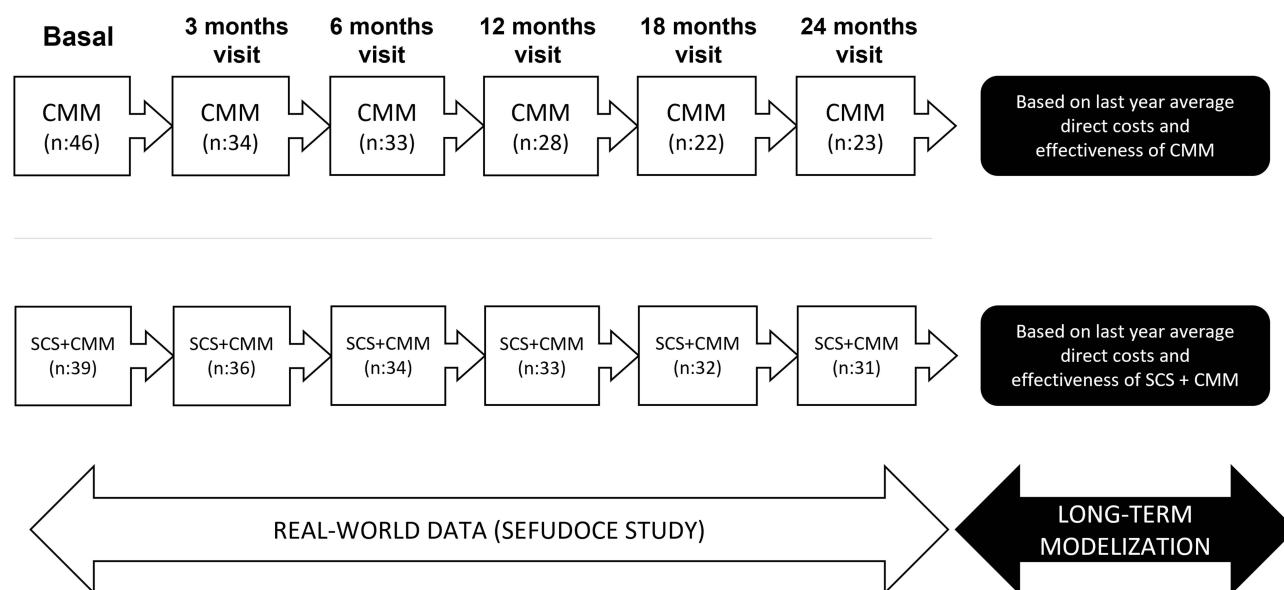 Basal
3 months
visit
6 months
visit
12 months
visit
18 months
visit
24 months
visit
CMM
(n:46)
CMM
(n:34)
CMM
(n:33)
CMM
(n:28)
CMM
(n:22)
CMM
(n:23)
Based on last year average
direct costs and
effectiveness of CMM
SCS+CMM
(n:39)
SCS+CMM
(n:36)
SCS+CMM
(n:34)
SCS+CMM
(n:33)
SCS+CMM
(n:32)
SCS+CMM
(n:31)
Based on last year average
direct costs and
effectiveness of SCS + CMM
REAL-WORLD DATA (SEFUDOCE STUDY)
LONG-TERM
MODELIZATION